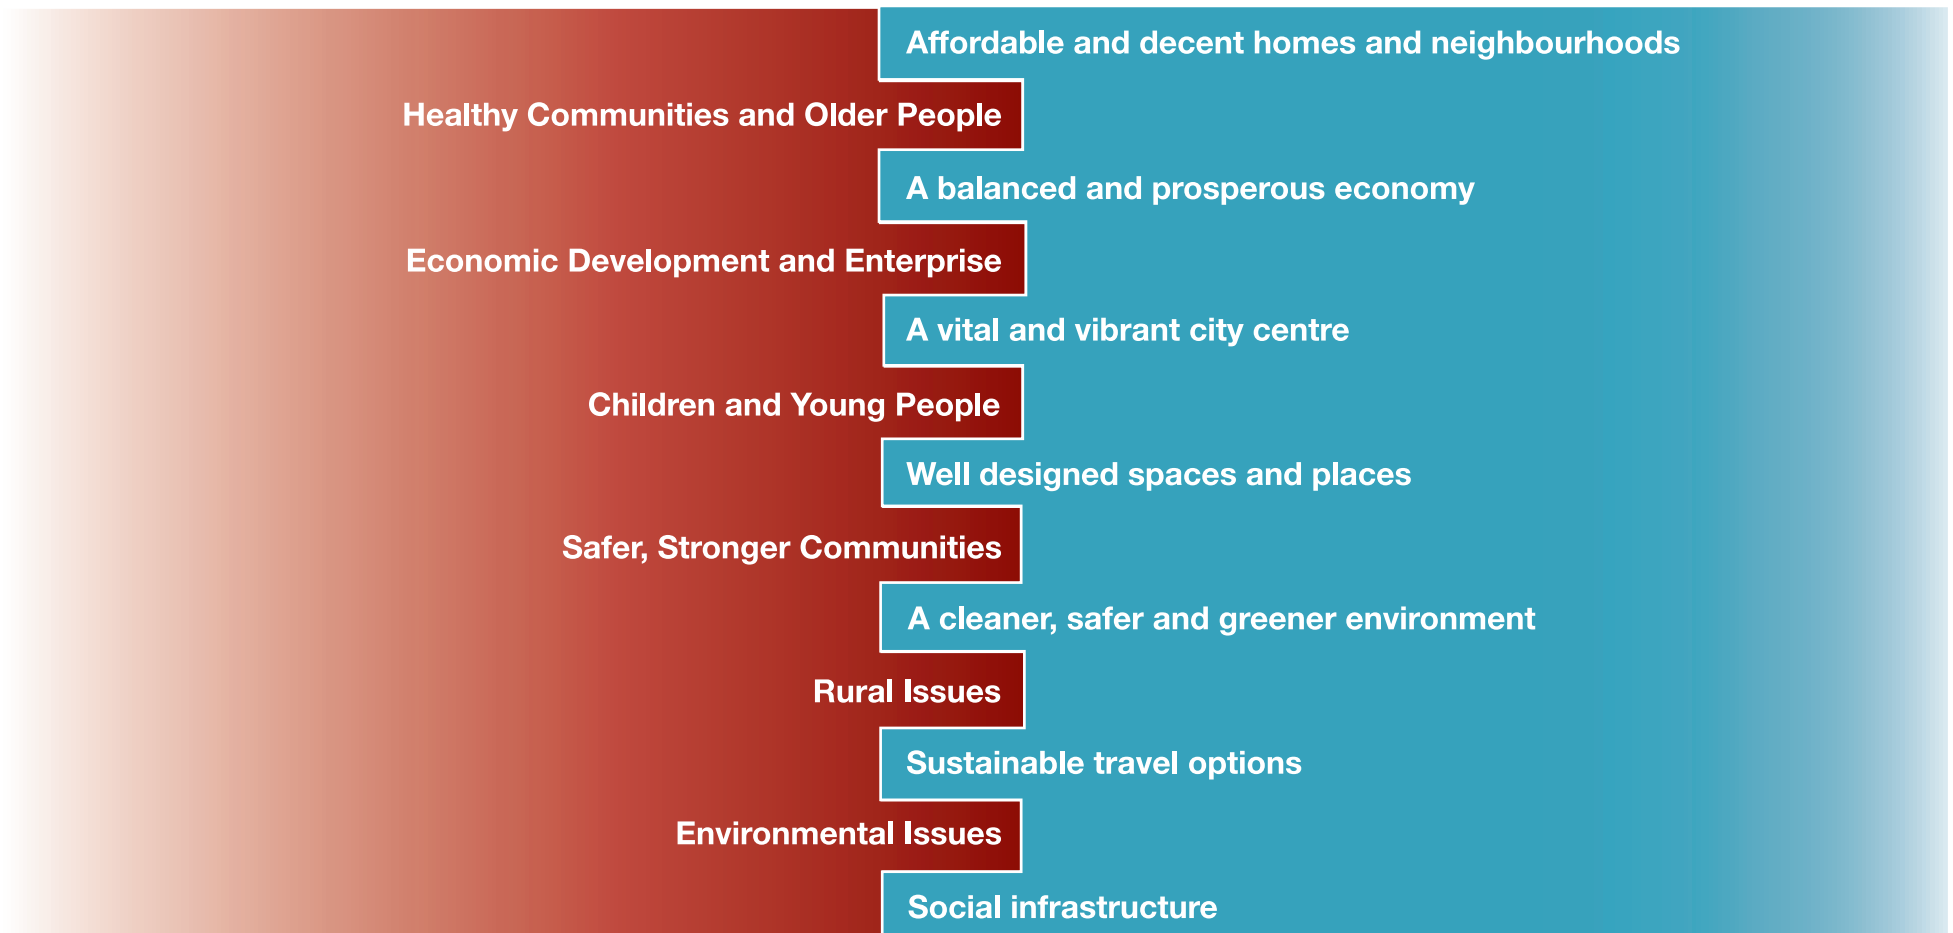 Affordable and decent homes and neighbourhoods
Healthy Communities and Older People
A balanced and prosperous economy
Economic Development and Enterprise
A vital and vibrant city centre
Children and Young People
Well designed spaces and places
Safer, Stronger Communities
A cleaner, safer and greener environment
Rural Issues
Sustainable travel options
Environmental Issues
Social infrastructure